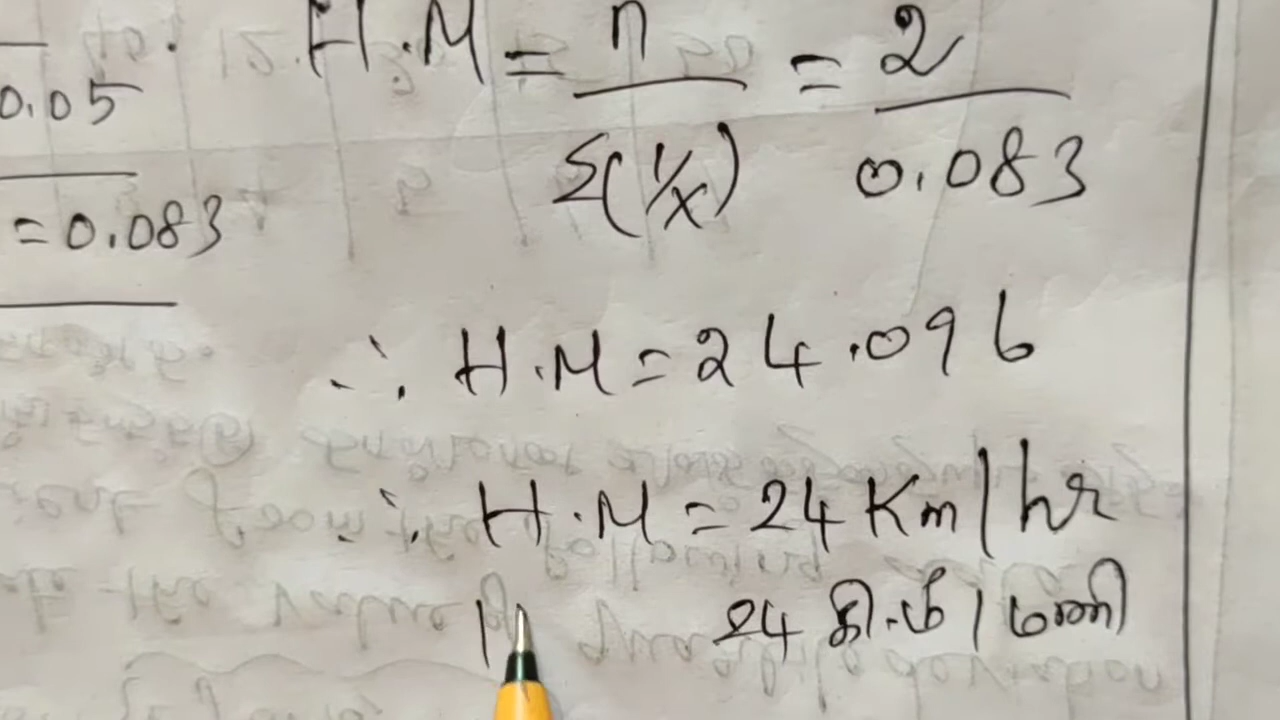 0.05
= 0.083
H.M = n / Σ(1/x) = 2 / 0.083
∴ H.M = 24.096
∴ H.M = 24 Km/hr
24 கி.மீ / மணி